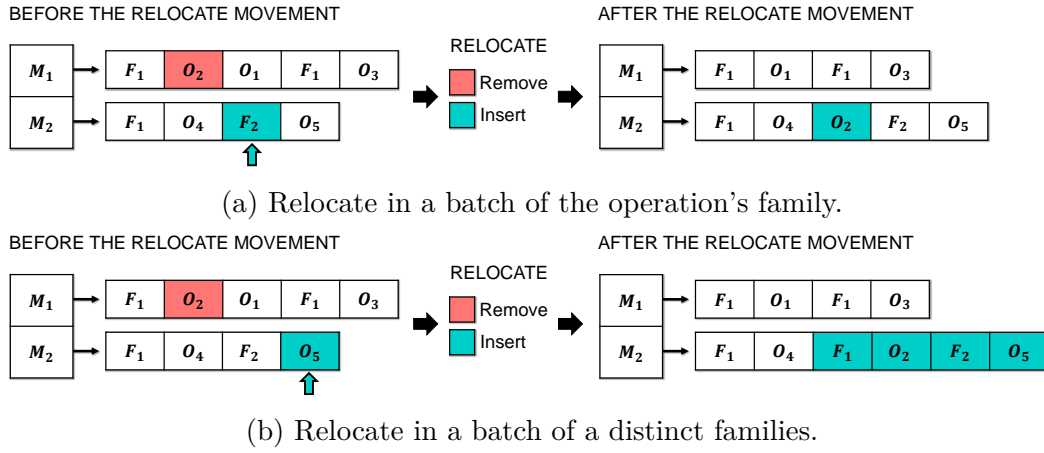 BEFORE THE RELOCATE MOVEMENT
AFTER THE RELOCATE MOVEMENT
M1 F1 O2 O1 F1 O3
RELOCATE
Remove
Insert
M1 F1 O1 F1 O3
M2 F1 O4 F2 O5
M2 F1 O4 O2 F2 O5
(a) Relocate in a batch of the operation's family.
BEFORE THE RELOCATE MOVEMENT
AFTER THE RELOCATE MOVEMENT
M1 F1 O2 O1 F1 O3
RELOCATE
Remove
Insert
M1 F1 O1 F1 O3
M2 F1 O4 F2 O5
M2 F1 O4 F1 O2 F2 O5
(b) Relocate in a batch of a distinct families.